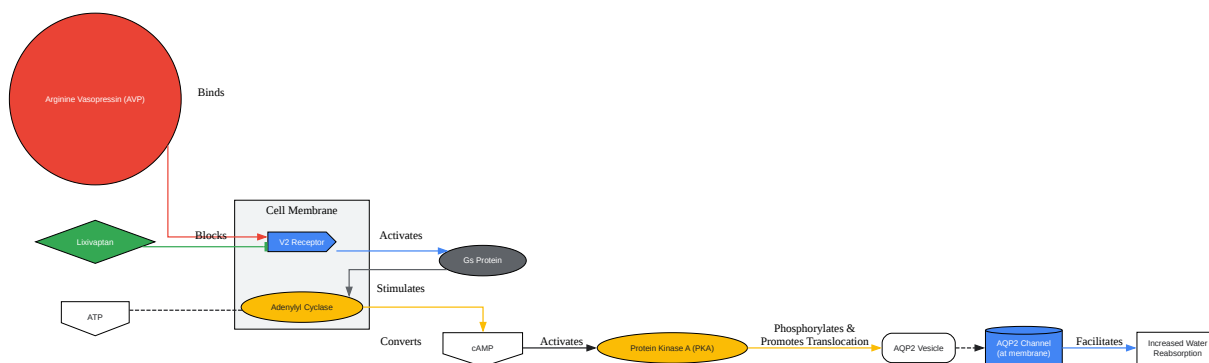 Arginine Vasopressin (AVP)
Binds
Cell Membrane
Lixivaptan
Blocks
V2 Receptor
Activates
Gs Protein
Stimulates
ATP
Adenylyl Cyclase
Converts
cAMP
Activates
Protein Kinase A (PKA)
Phosphorylates &
Promotes Translocation
AQP2 Vesicle
AQP2 Channel
(at membrane)
Facilitates
Increased Water
Reabsorption